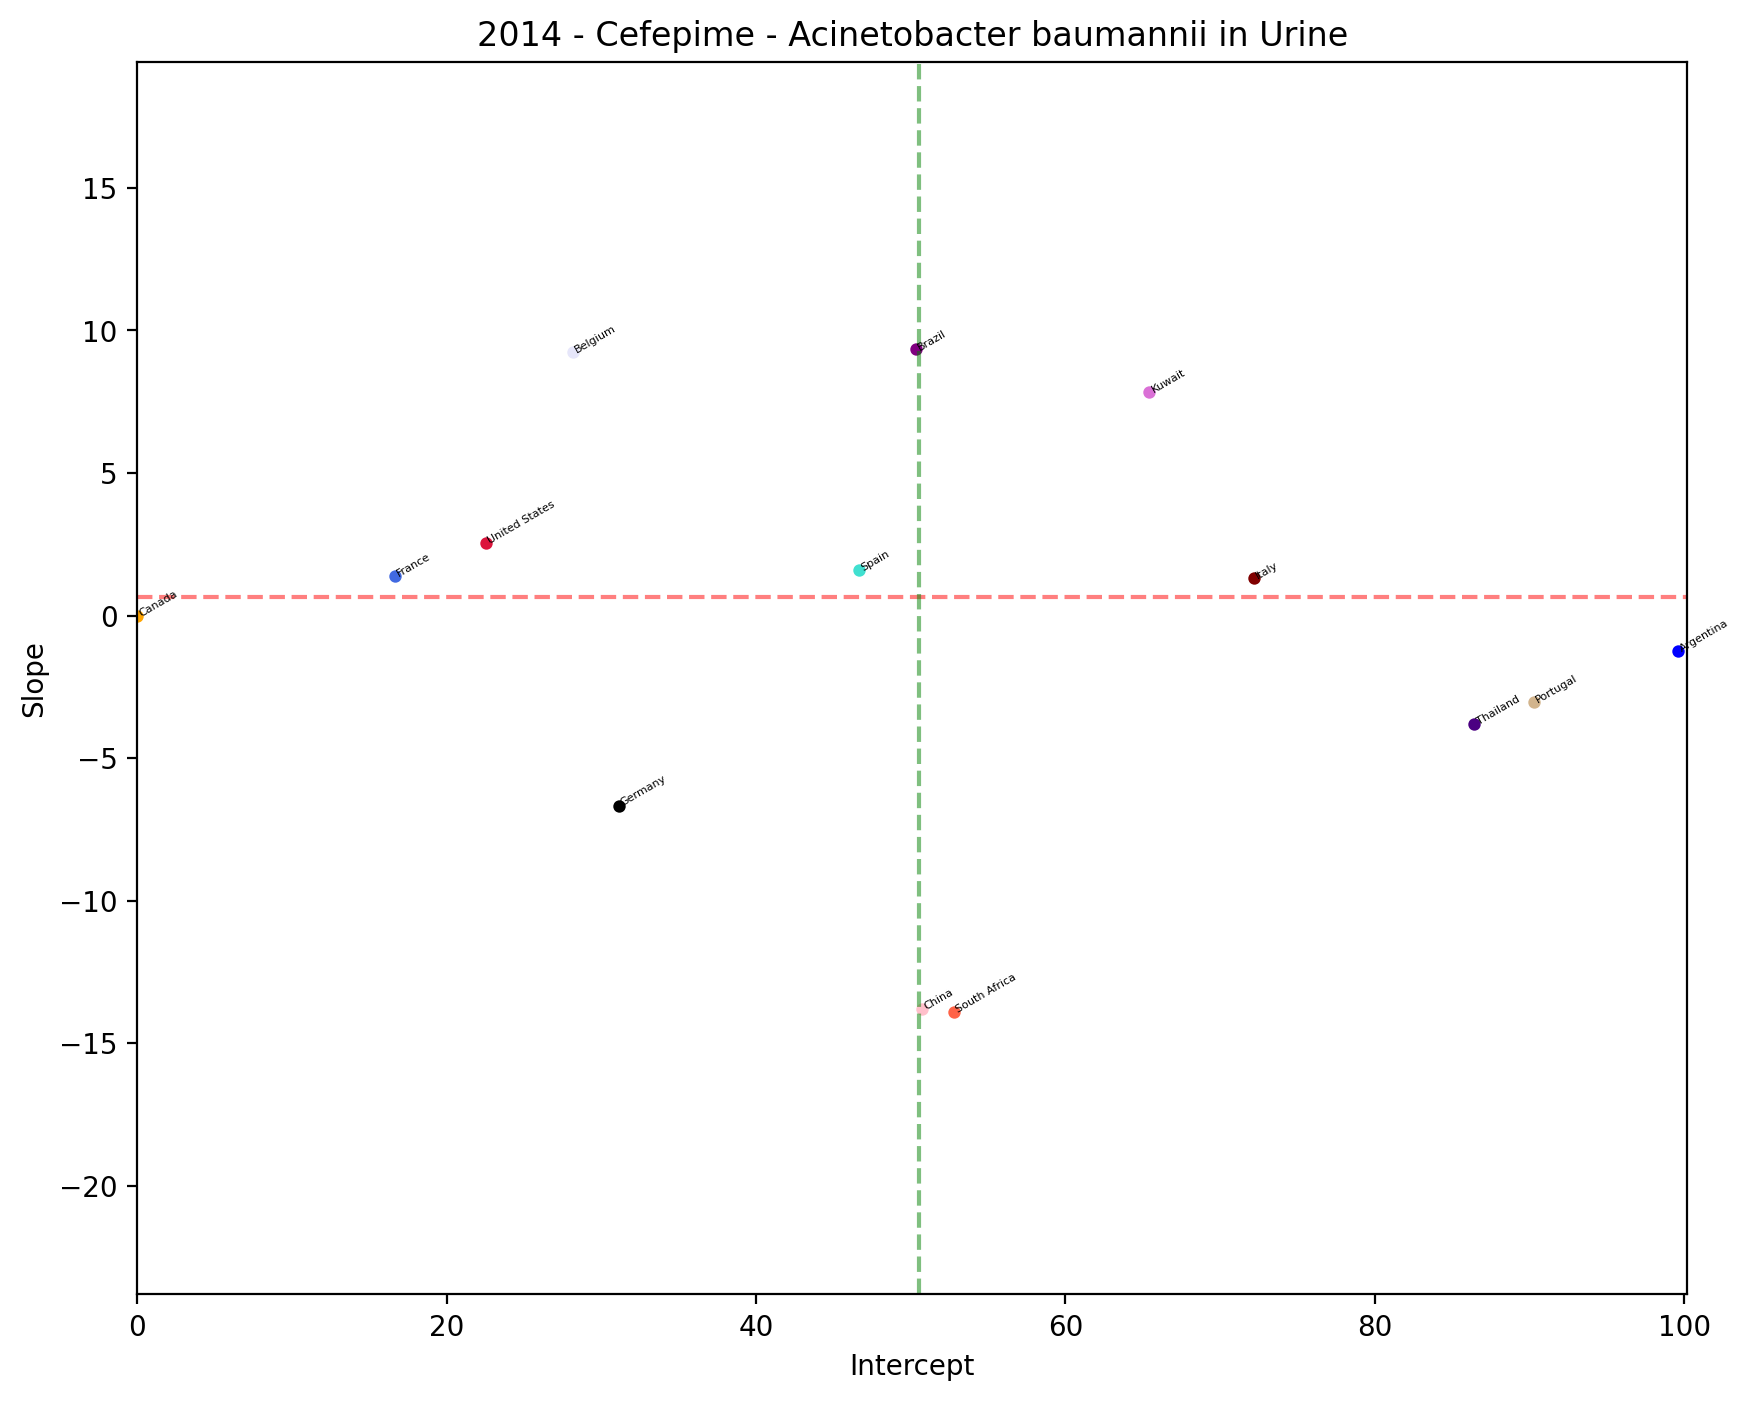 2014 - Cefepime - Acinetobacter baumannii in Urine
15
10
5
0
−5
−10
−15
−20
Slope
Belgium
Brazil
Kuwait
United States
France
Spain
Italy
Canada
Argentina
Portugal
Thailand
Germany
China
South Africa
0
20
40
60
80
100
Intercept